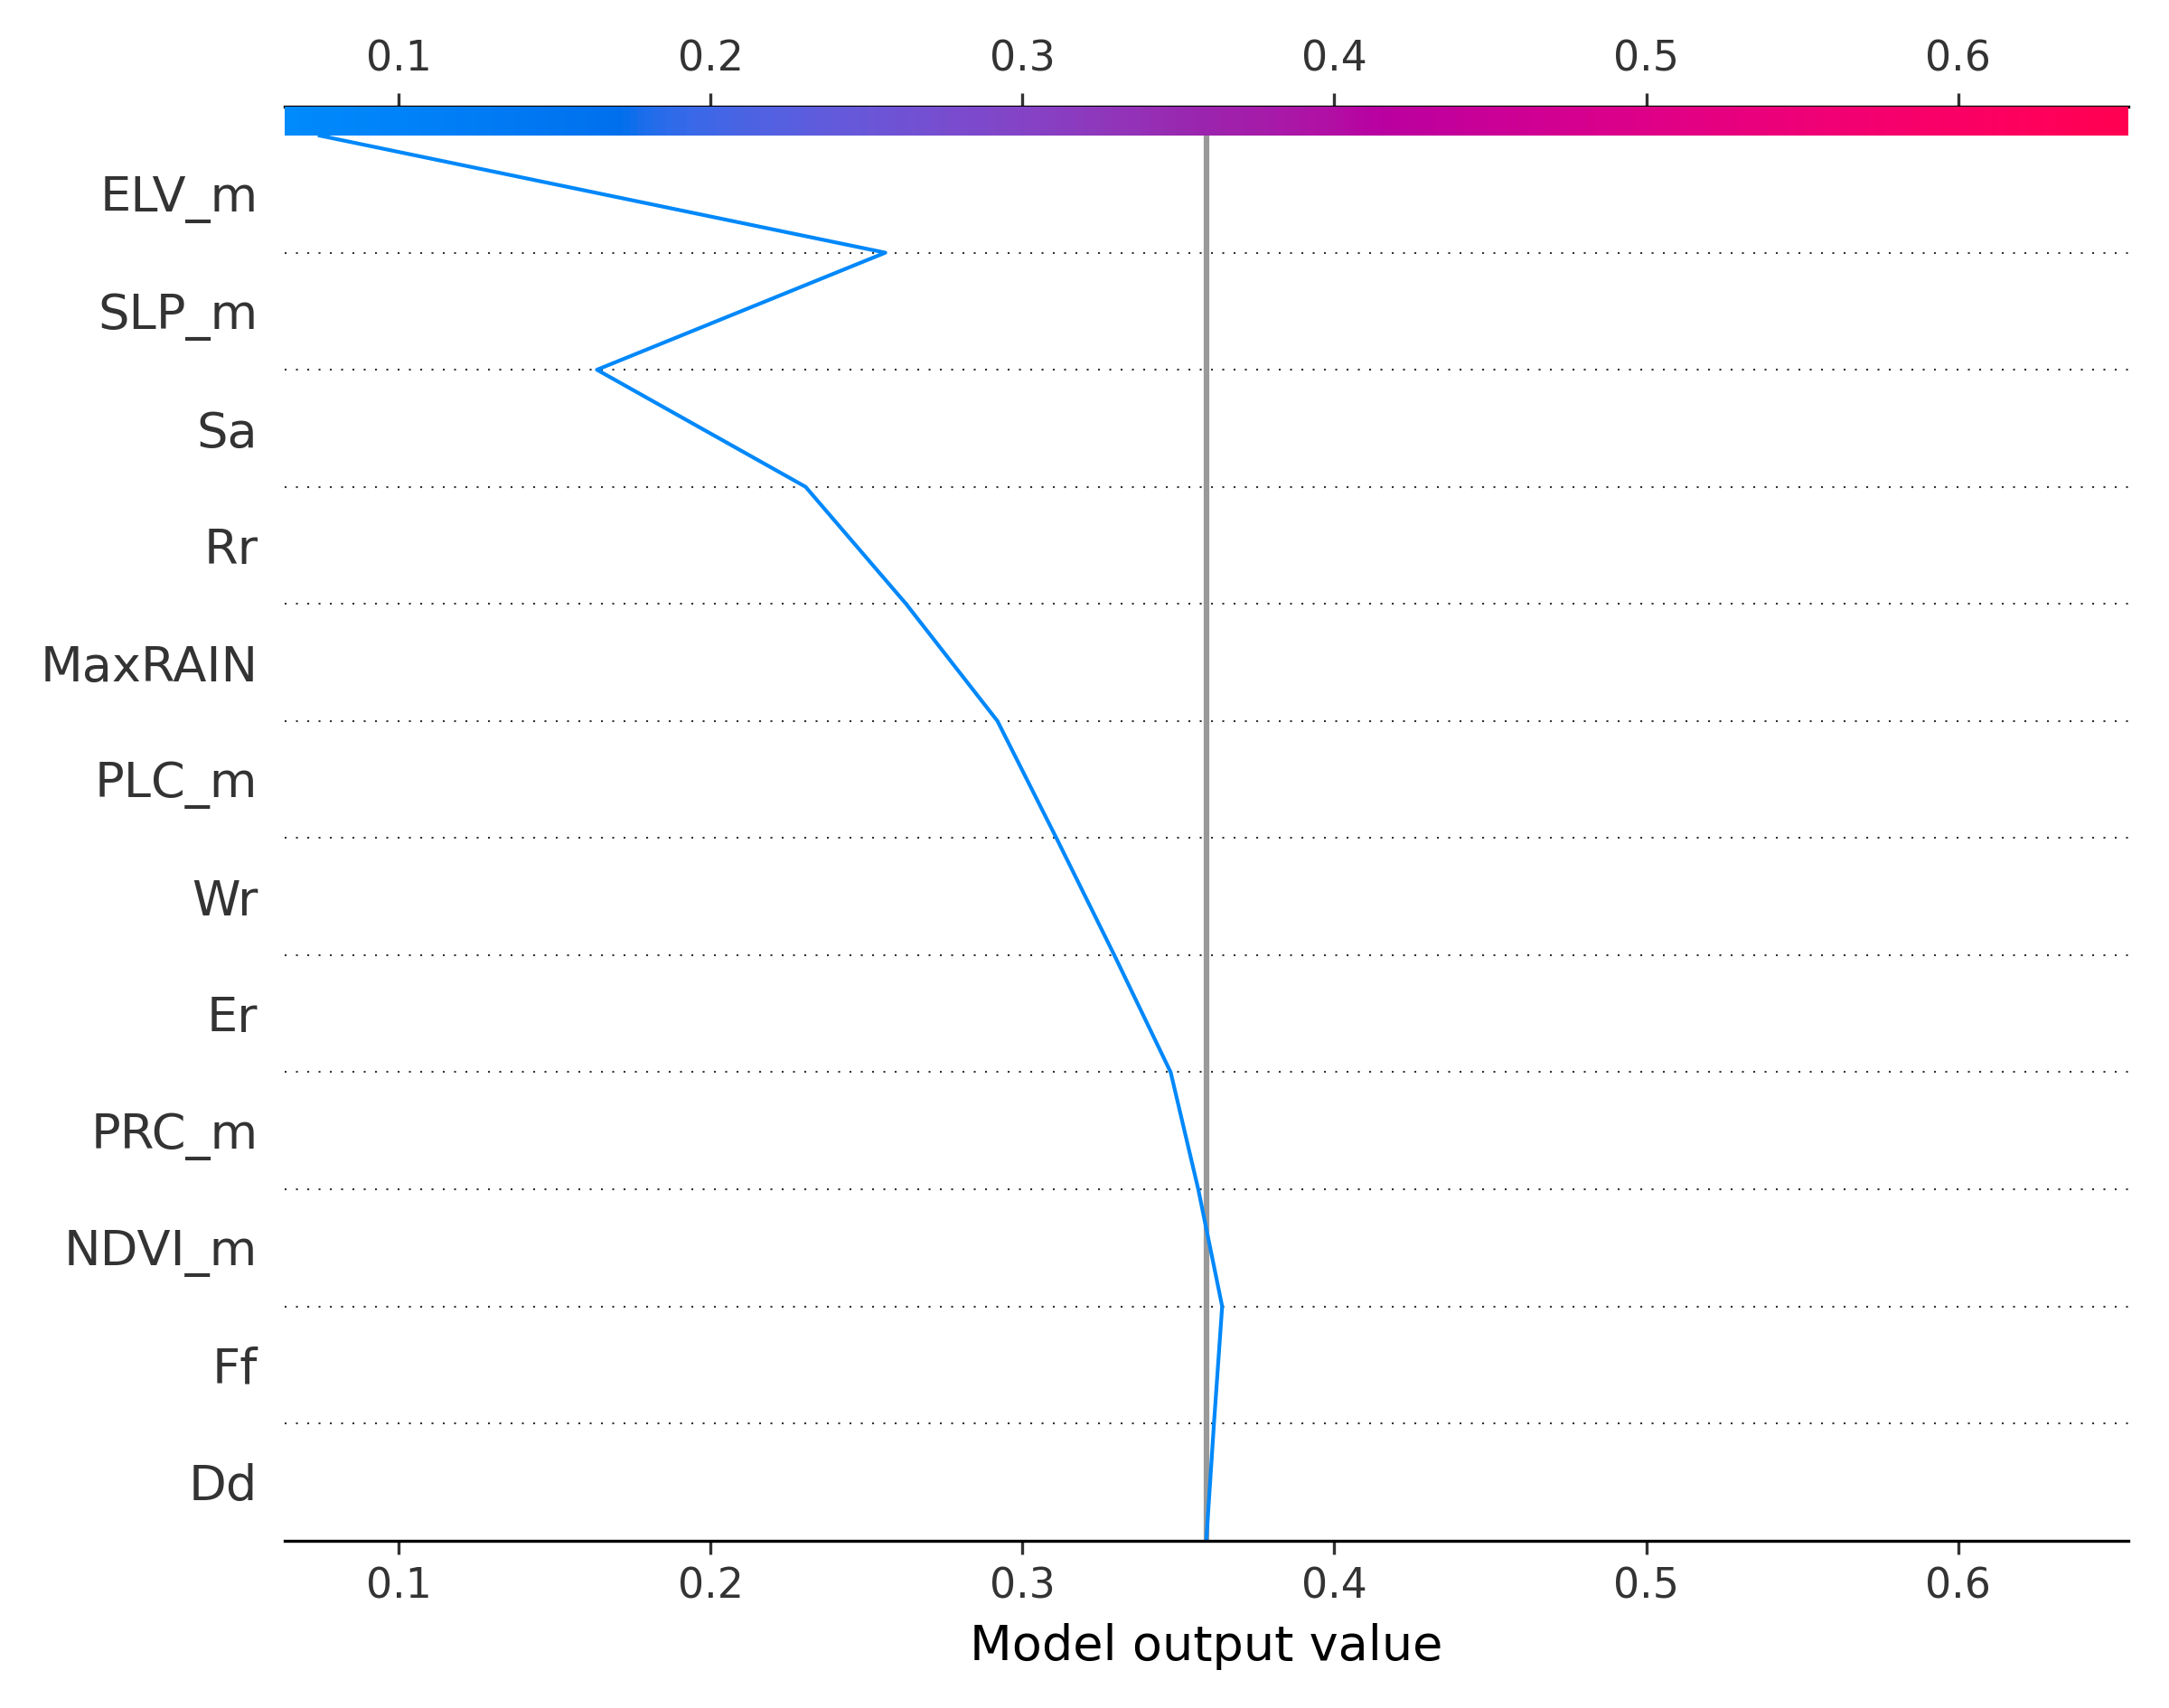 0.1 0.2 0.3 0.4 0.5 0.6
ELV_m
SLP_m
Sa
Rr
MaxRAIN
PLC_m
Wr
Er
PRC_m
NDVI_m
Ff
Dd
0.1 0.2 0.3 0.4 0.5 0.6
Model output value